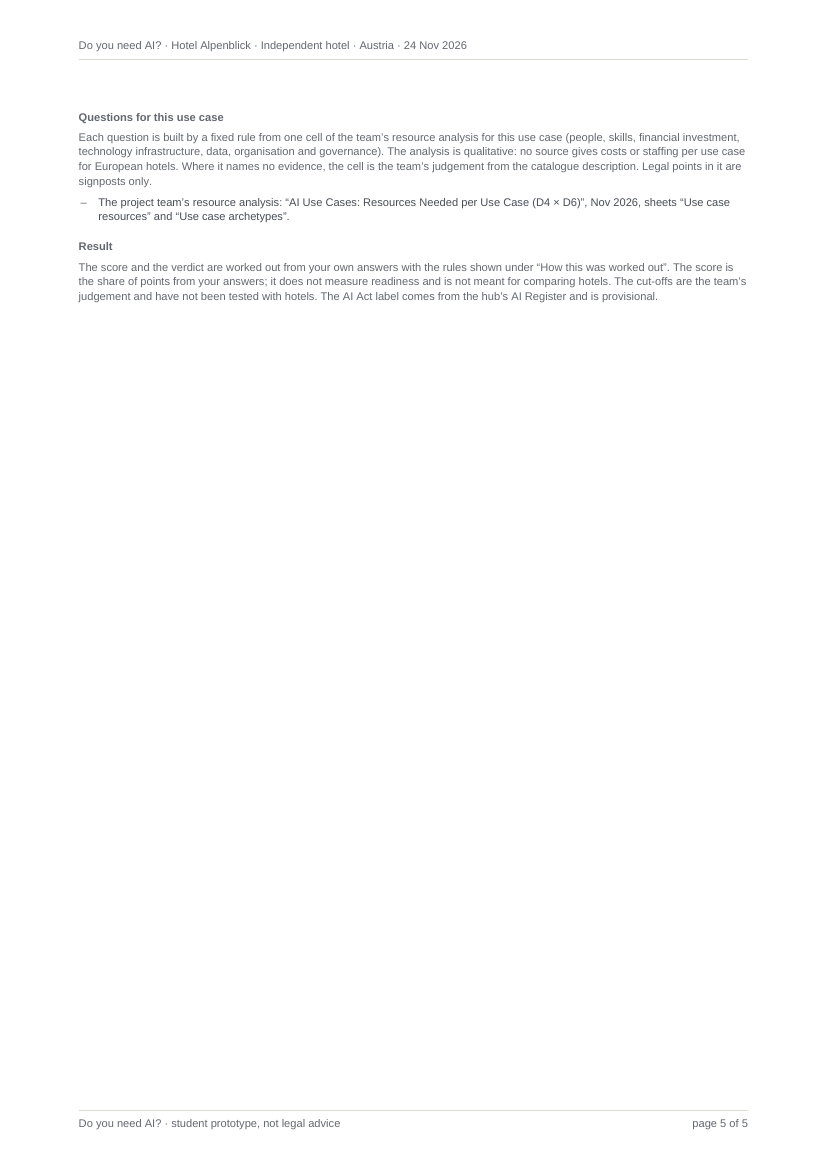 Do you need AI? · Hotel Alpenblick · Independent hotel · Austria · 24 Nov 2026
Questions for this use case
Each question is built by a fixed rule from one cell of the team’s resource analysis for this use case (people, skills, financial investment,
technology infrastructure, data, organisation and governance). The analysis is qualitative: no source gives costs or staffing per use case
for European hotels. Where it names no evidence, the cell is the team’s judgement from the catalogue description. Legal points in it are
signposts only.
– The project team’s resource analysis: “AI Use Cases: Resources Needed per Use Case (D4 × D6)”, Nov 2026, sheets “Use case
resources” and “Use case archetypes”.
Result
The score and the verdict are worked out from your own answers with the rules shown under “How this was worked out”. The score is
the share of points from your answers; it does not measure readiness and is not meant for comparing hotels. The cut-offs are the team’s
judgement and have not been tested with hotels. The AI Act label comes from the hub’s AI Register and is provisional.
Do you need AI? · student prototype, not legal advice
page 5 of 5